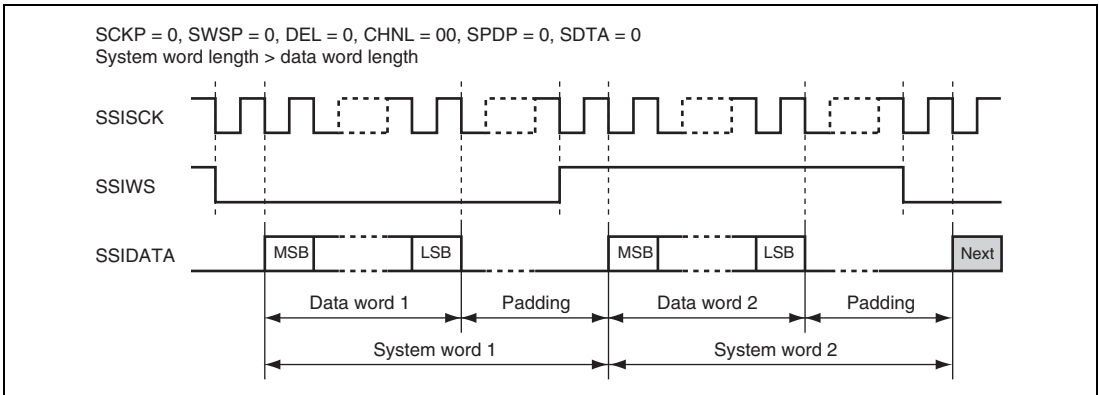 SCKP = 0, SWSP = 0, DEL = 0, CHNL = 00, SPDP = 0, SDTA = 0
System word length > data word length
SSISCK
SSIWS
SSIDATA
MSB LSB MSB LSB Next
Data word 1 Padding Data word 2 Padding
System word 1 System word 2